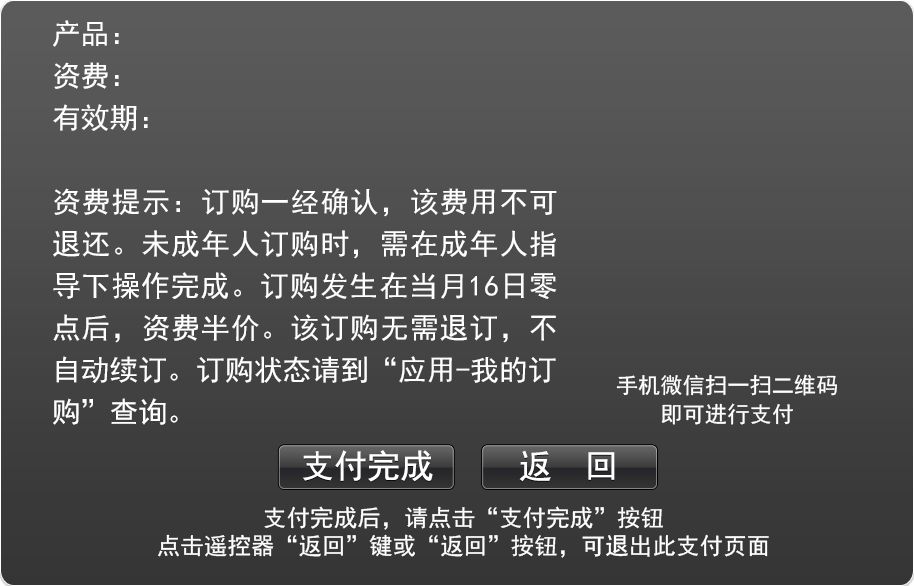 产品：
资费：
有效期：
资费提示：订购一经确认，该费用不可
退还。未成年人订购时，需在成年人指
导下操作完成。订购发生在当月16日零
点后，资费半价。该订购无需退订，不
自动续订。订购状态请到“应用-我的订
购”查询。
手机微信扫一扫二维码
即可进行支付
支付完成 返 回
支付完成后，请点击“支付完成”按钮
点击遥控器“返回”键或“返回”按钮，可退出此支付页面